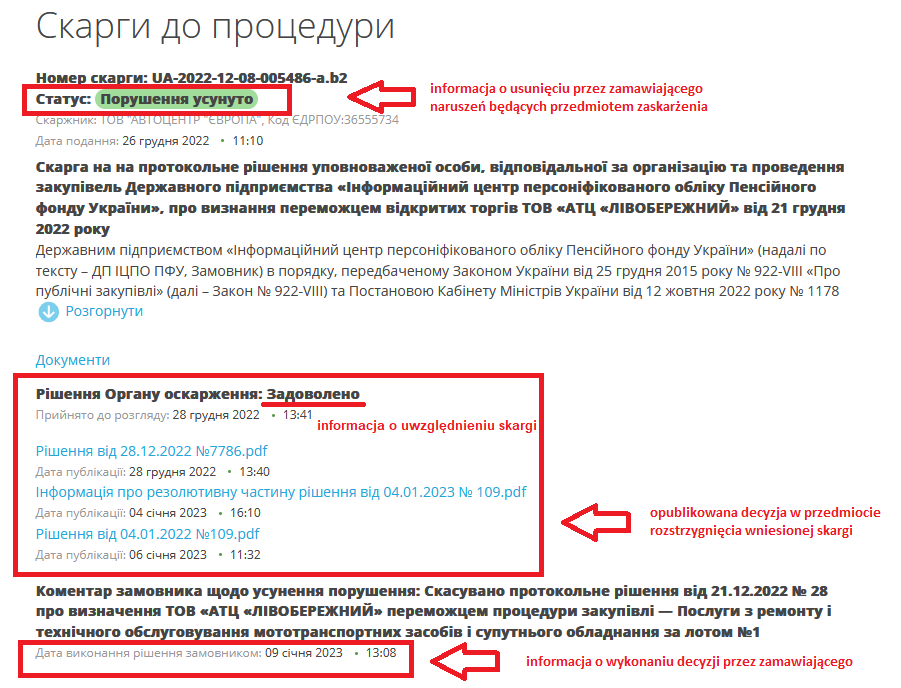 Скарги до процедури
Номер скарги: UA-2022-12-08-005486-a.b2
Статус: Порушення усунуто
informacja o usunięciu przez zamawiającego
naruszeń będących przedmiotem zaskarżenia
Скаржник: ТОВ "АВТОЦЕНТР "ЄВРОПА", Код ЄДРПОУ:36555734
Дата подання: 26 грудня 2022 • 11:10
Скарга на на протокольне рішення уповноваженої особи, відповідальної за організацію та проведення
закупівель Державного підприємства «Інформаційний центр персоніфікованого обліку Пенсійного
фонду України», про визнання переможцем відкритих торгів ТОВ «АТЦ «ЛІВОБЕРЕЖНИЙ» від 21 грудня
2022 року
Державним підприємством «Інформаційний центр персоніфікованого обліку Пенсійного фонду України» (надалі по
тексту – ДП ІЦПО ПФУ, Замовник) в порядку, передбаченому Законом України від 25 грудня 2015 року № 922-VIII «Про
публічні закупівлі» (далі – Закон № 922-VIII) та Постановою Кабінету Міністрів України від 12 жовтня 2022 року № 1178
Розгорнути
Документи
Рішення Органу оскарження: Задоволено
Прийнято до розгляду: 28 грудня 2022 • 13:41
informacja o uwzględnieniu skargi
Рішення від 28.12.2022 №7786.pdf
Дата публікації: 28 грудня 2022 • 13:40
Інформація про резолютивну частину рішення від 04.01.2023 № 109.pdf
Дата публікації: 04 січня 2023 • 16:10
opublikowana decyzja w przedmiocie
rozstrzygnięcia wniesionej skargi
Рішення від 04.01.2022 №109.pdf
Дата публікації: 06 січня 2023 • 11:32
Коментар замовника щодо усунення порушення: Скасувано протокольне рішення від 21.12.2022 № 28
про визначення ТОВ «АТЦ «ЛІВОБЕРЕЖНИЙ» переможцем процедури закупівлі — Послуги з ремонту і
технічного обслуговування мототранспортних засобів і супутнього обладнання за лотом №1
Дата виконання рішення замовником: 09 січня 2023 • 13:08
informacja o wykonaniu decyzji przez zamawiającego